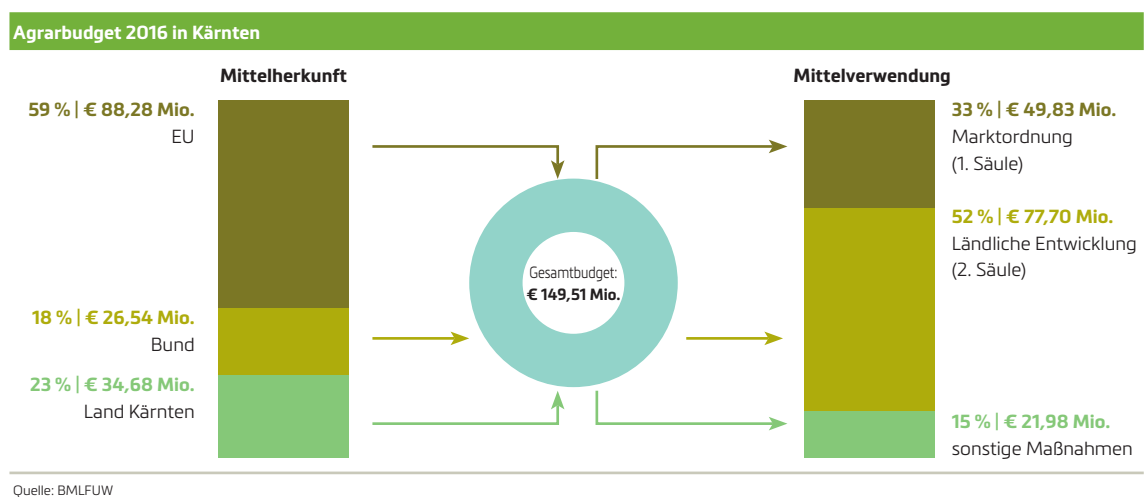 Agrarbudget 2016 in Kärnten
Mittelherkunft
59 % | € 88,28 Mio.
EU
18 % | € 26,54 Mio.
Bund
23 % | € 34,68 Mio.
Land Kärnten
Gesamtbudget:
€ 149,51 Mio.
Mittelverwendung
33 % | € 49,83 Mio.
Marktordnung
(1. Säule)
52 % | € 77,70 Mio.
Ländliche Entwicklung
(2. Säule)
15 % | € 21,98 Mio.
sonstige Maßnahmen
Quelle: BMLFUW